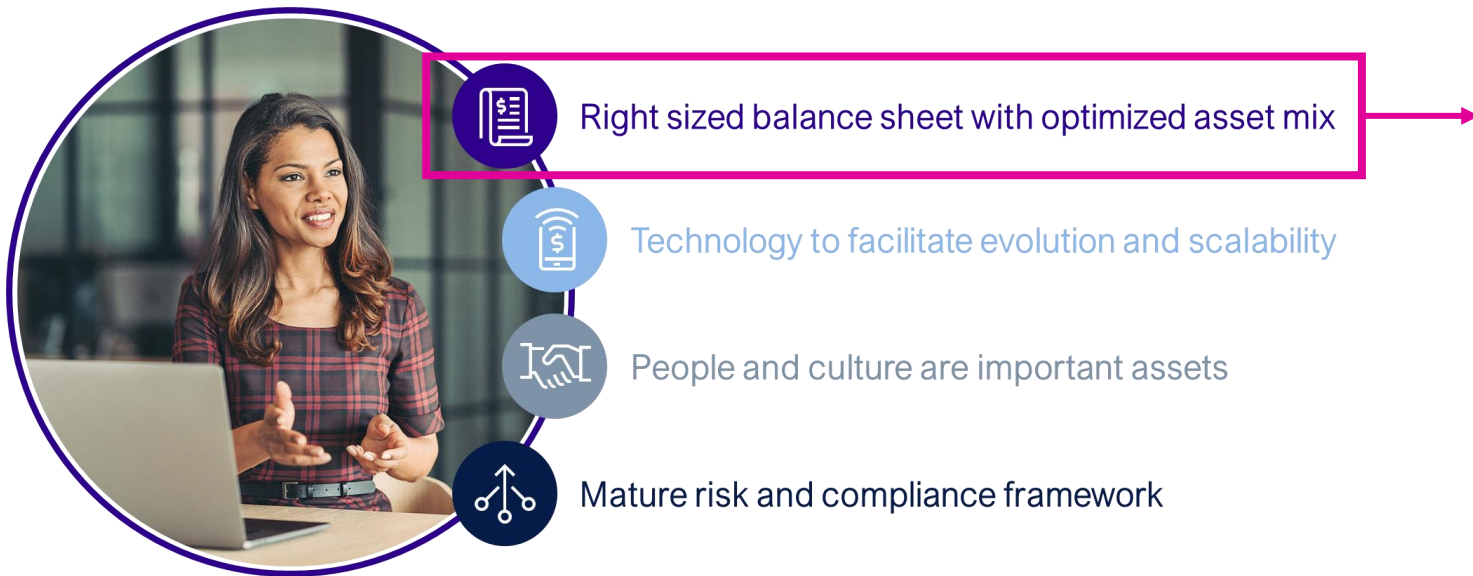 Right sized balance sheet with optimized asset mix
Technology to facilitate evolution and scalability
People and culture are important assets
Mature risk and compliance framework